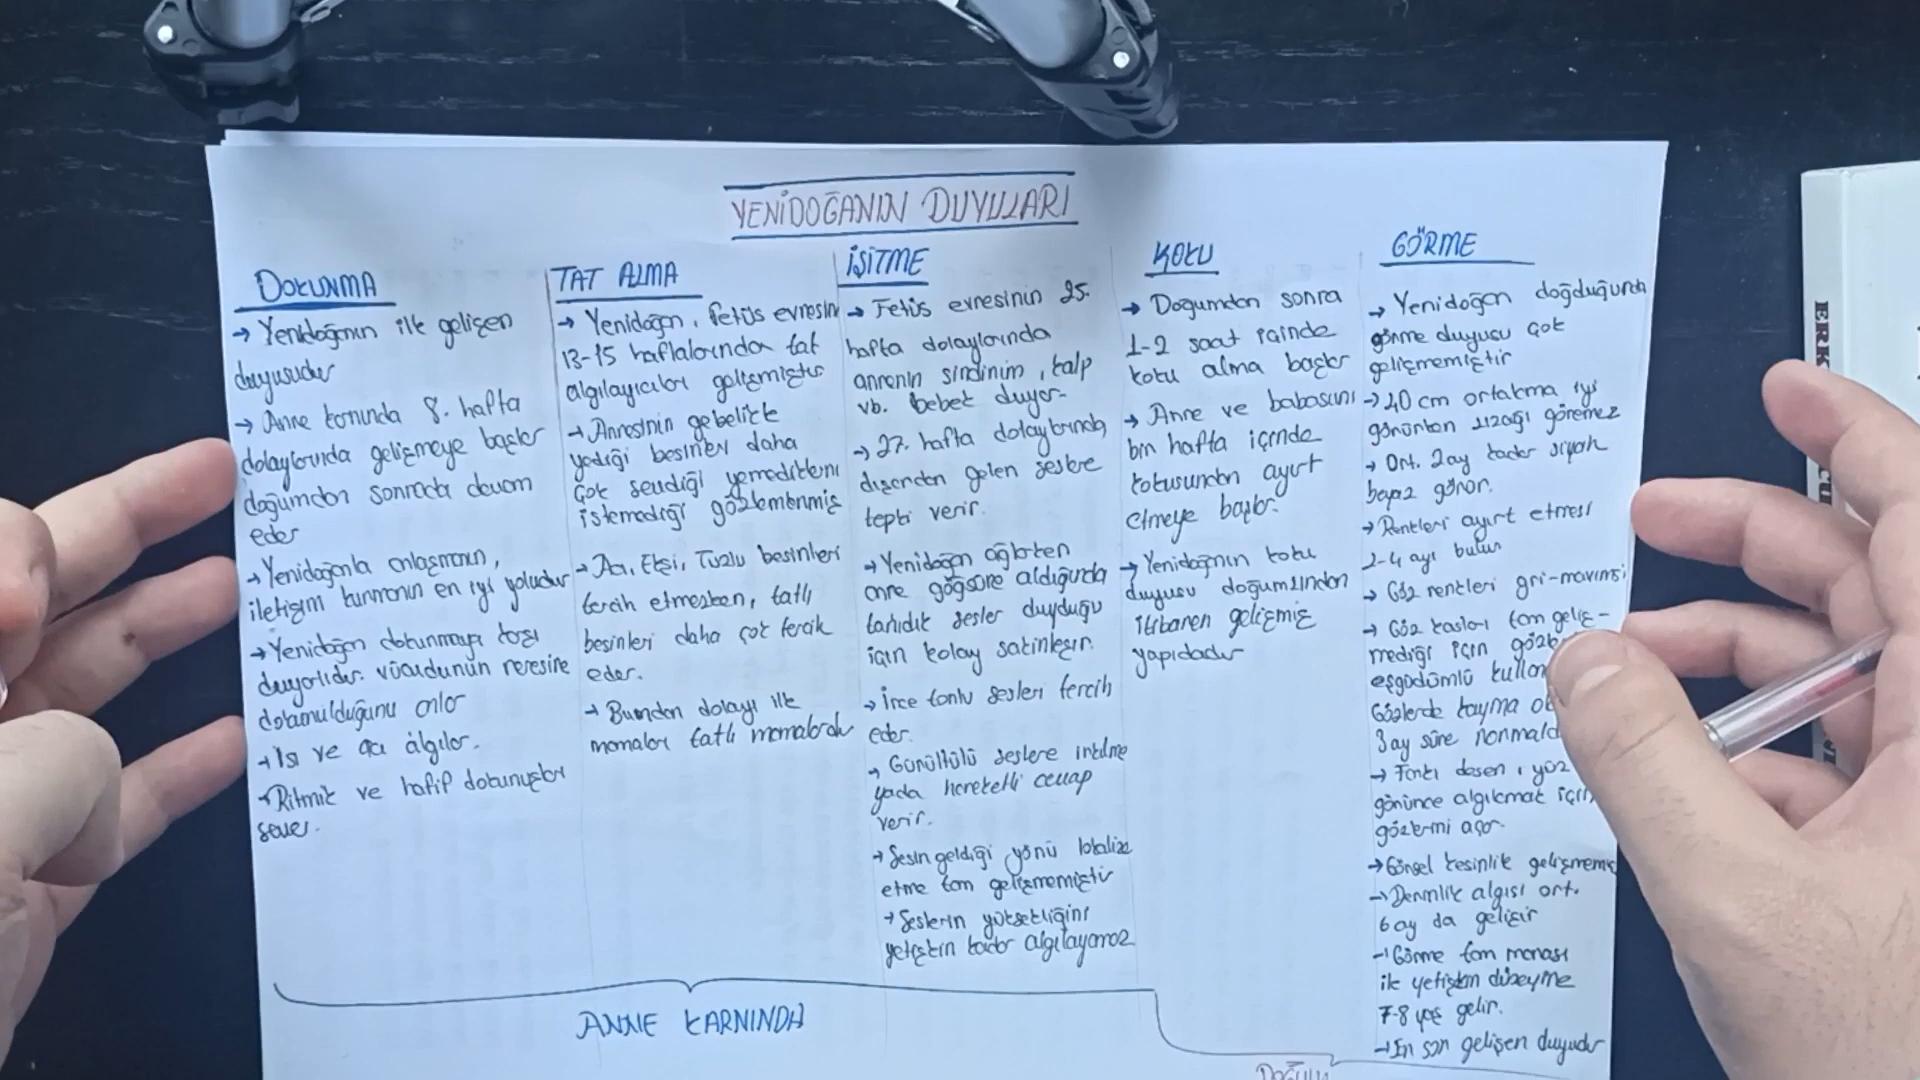 YENİDOĞANIN DUYULARI
DOKUNMA
→ Yenidoğanın ilk gelişen
duyusudur
→ Anne karnında 8. hafta
dolaylarında gelişmeye başlar
doğumdan sonrada devam
eder
→ Yenidoğanla anlaşmanın,
iletişim kurmanın en iyi yoludur
→ Yenidoğan dokunmaya karşı
duyarlıdır. vücudunun neresine
dokunulduğunu anlar
→ Isı ve acı algılar.
→ Ritmik ve hafif dokunuşları
sever.
TAT ALMA
→ Yenidoğan, fetüs evresin
13-15 haftalarında tat
algılayıcıları gelişmiştir
→ Annesinin gebelikte
yediği besinleri daha
çok sevdiği yemediklerini
istemediği gözlemlenmiş
→ Acı, Ekşi, Tuzlu besinleri
tercih etmezken, tatlı
besinleri daha çok tercih
eder.
→ Bundan dolayı ilk
mamaları tatlı mamalardır
İŞİTME
→ Fetüs evresinin 25.
hafta dolaylarında
annenin sindirim, kalp
vb. bebek duyar.
→ 27. hafta dolaylarında
dışarıdan gelen seslere
tepki verir.
→ Yenidoğan ağlarken
anne göğsüne aldığında
tanıdık sesler duyduğu
için kolay sakinleşir.
→ İnce tonlu sesleri tercih
eder.
→ Gürültülü seslere irkilme
yada hareketli cevap
verir.
→ Sesin geldiği yönü lokalize
etme tam gelişmemiştir
→ Seslerin yüksekliğini
yetişkin kadar algılayamaz
KOKU
→ Doğumdan sonra
1-2 saat içinde
koku alma başlar
→ Anne ve babasını
bir hafta içinde
kokusundan ayırt
etmeye başlar.
→ Yenidoğanın koku
duyusu doğumundan
itibaren gelişmiş
yapıdadır
GÖRME
→ Yenidoğan doğduğunda
görme duyusu çok
gelişmemiştir
→ 20 cm ortalama iyi
görürken uzağı göremez
→ Ort. 2ay kadar siyah
beyaz görür.
→ Renkleri ayırt etmesi
2-4 ayı bulur
→ Göz renkleri gri-mavimsi
→ Göz kasları tam geliş-
mediği için
eşgüdümlü
Gözlerde kayma
3ay süre
→ Farklı desen, yüz
görünce algılamak için
gözlerini açar.
→ Görsel keskinlik gelişmemiş
→ Derinlik algısı ort.
6 ay da gelişir
→ Görme tam manası
ile yetişkin düzeyine
7-8 yaş gelir.
→ En son gelişen duyudur
ANNE KARNINDA